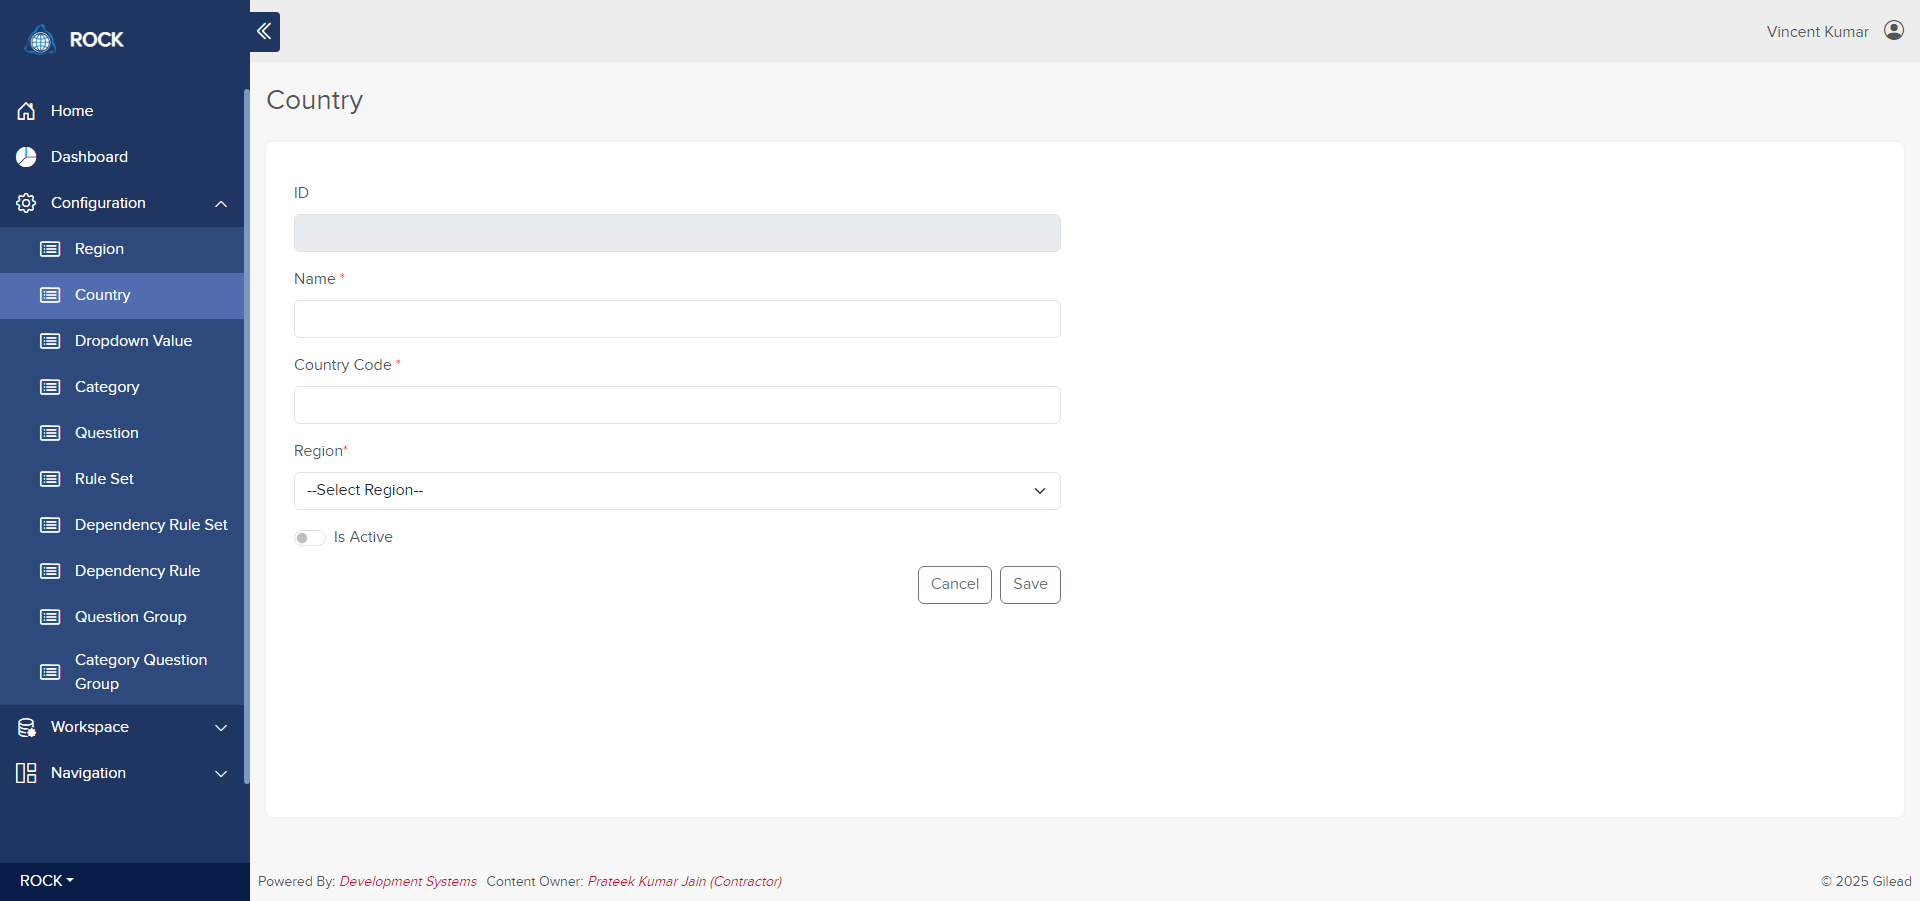 ROCK
Vincent Kumar
Home
Dashboard
Configuration
Region
Country
Dropdown Value
Category
Question
Rule Set
Dependency Rule Set
Dependency Rule
Question Group
Category Question
Group
Workspace
Navigation
ROCK
Country
ID
Name *
Country Code *
Region*
--Select Region--
Is Active
Cancel
Save
Powered By: Development Systems Content Owner: Prateek Kumar Jain (Contractor)
© 2025 Gilead